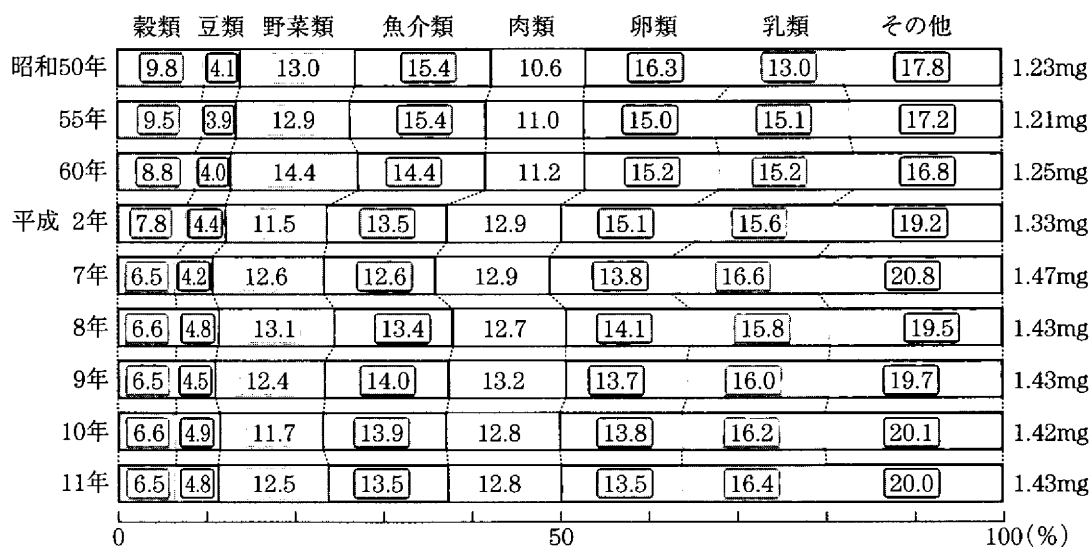 穀類 豆類 野菜類 魚介類 肉類 卵類 乳類 その他
昭和50年 9.8 4.1 13.0 15.4 10.6 16.3 13.0 17.8 1.23mg
55年 9.5 3.9 12.9 15.4 11.0 15.0 15.1 17.2 1.21mg
60年 8.8 4.0 14.4 14.4 11.2 15.2 15.2 16.8 1.25mg
平成 2年 7.8 4.4 11.5 13.5 12.9 15.1 15.6 19.2 1.33mg
7年 6.5 4.2 12.6 12.6 12.9 13.8 16.6 20.8 1.47mg
8年 6.6 4.8 13.1 13.4 12.7 14.1 15.8 19.5 1.43mg
9年 6.5 4.5 12.4 14.0 13.2 13.7 16.0 19.7 1.43mg
10年 6.6 4.9 11.7 13.9 12.8 13.8 16.2 20.1 1.42mg
11年 6.5 4.8 12.5 13.5 12.8 13.5 16.4 20.0 1.43mg
0 50 100(%)